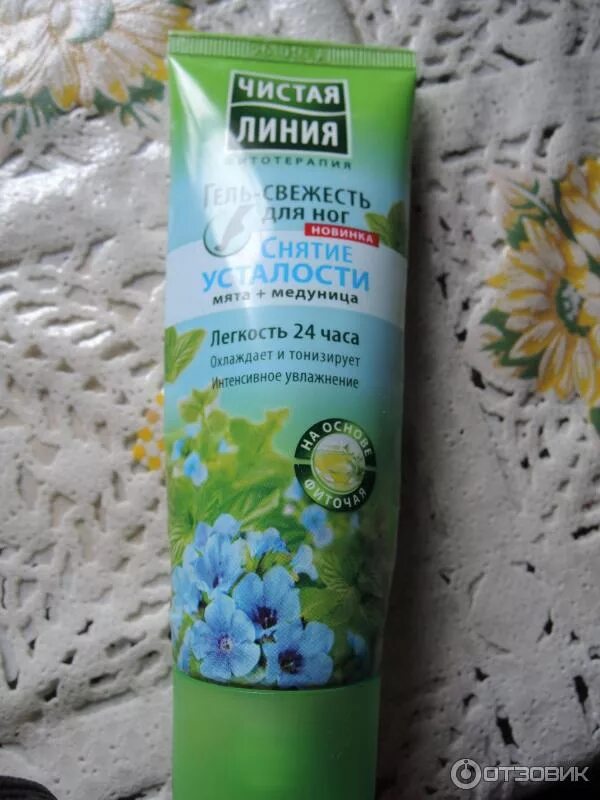 ЧИСТАЯ
ЛИНИЯ
ФИТОТЕРАПИЯ
ГЕЛЬ-СВЕЖЕСТЬ
ДЛЯ НОГ
НОВИНКА
СНЯТИЕ
УСТАЛОСТИ
МЯТА + МЕДУНИЦА
Легкость 24 часа
Охлаждает и тонизирует
Интенсивное увлажнение
НА ОСНОВЕ
ФИТОЧАЯ
ОТЗОВИК